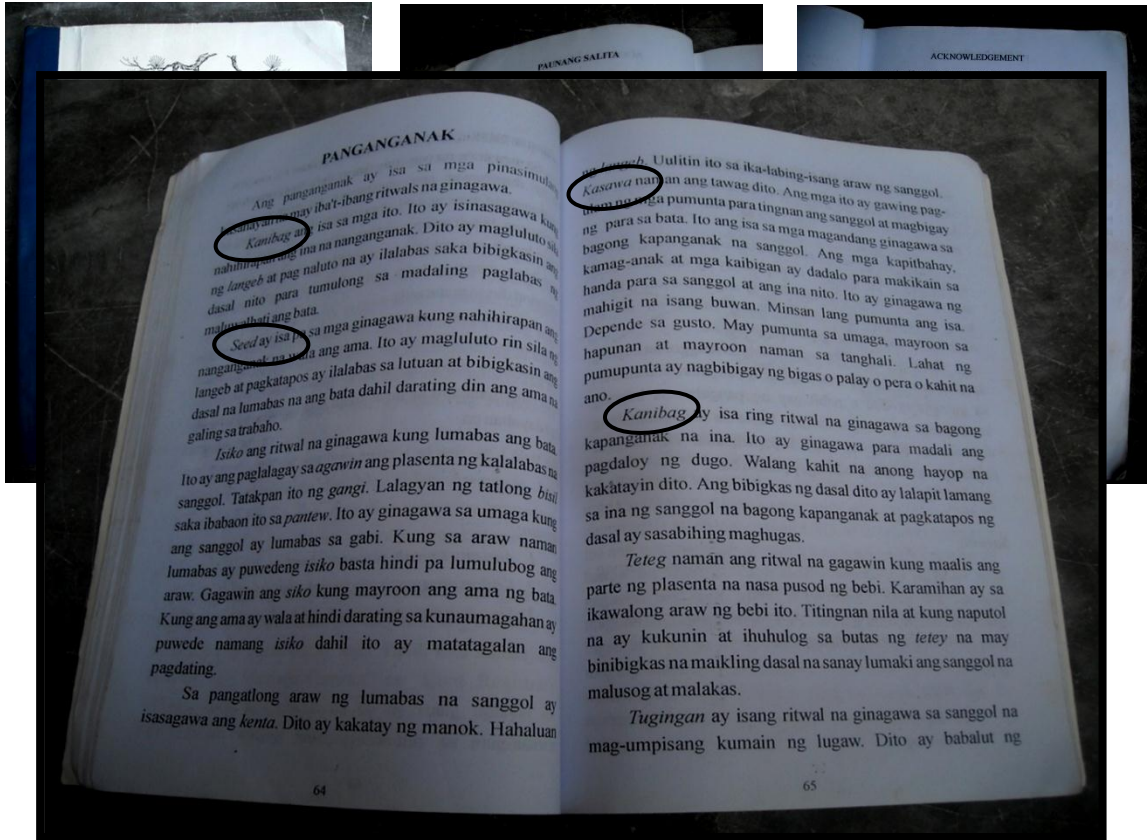 PAUNANG SALITA
ACKNOWLEDGEMENT
PANGANGANAK
Ang panganganak ay isa sa mga pinasimulan
may iba't-ibang ritwals na ginagawa.
Kanibag ang isa sa mga ito. Ito ay isinasagawa kung
nahihirapan ang ina na nanganganak. Dito ay magluluto sila
ng langeb at pag naluto na ay ilalabas saka bibigkasin ang
dasal nito para tumulong sa madaling paglabas ng
ang bata.
Seed ay isa pa sa mga ginagawa kung nahihirapan ang
nanganganak na wala ang ama. Ito ay magluluto rin sila ng
langeb at pagkatapos ay ilalabas sa lutuan at bibigkasin ang
dasal na lumabas na ang bata dahil darating din ang ama na
galing sa trabaho.
Isiko ang ritwal na ginagawa kung lumabas ang bata.
Ito ay ang paglalagay sa agawin ang plasenta ng kalalabas na
sanggol. Tatakpan ito ng gangi. Lalagyan ng tatlong bisil
saka ibabaon ito sa pantew. Ito ay ginagawa sa umaga kung
ang sanggol ay lumabas sa gabi. Kung sa araw naman
lumabas ay puwedeng isiko basta hindi pa lumulubog ang
araw. Gagawin ang siko kung mayroon ang ama ng bata.
Kung ang ama ay wala at hindi darating sa kunaumagahan ay
puwede namang isiko dahil ito ay matatagalan ang
pagdating.
Sa pangatlong araw ng lumabas na sanggol ay
isasagawa ang kenta. Dito ay kakatay ng manok. Hahaluan
64
ng langeb. Uulitin ito sa ika-labing-isang araw ng sanggol.
Kasawa naman ang tawag dito. Ang mga ito ay gawing pag-
ulam ng mga pumunta para tingnan ang sanggol at magbigay
ng para sa bata. Ito ang isa sa mga magandang ginagawa sa
bagong kapanganak na sanggol. Ang mga kapitbahay,
kamag-anak at mga kaibigan ay dadalo para makikain sa
handa para sa sanggol at ang ina nito. Ito ay ginagawa ng
mahigit na isang buwan. Minsan lang pumunta ang isa.
Depende sa gusto. May pumunta sa umaga, mayroon sa
hapunan at mayroon naman sa tanghali. Lahat ng
pumupunta ay nagbibigay ng bigas o palay o pera o kahit na
ano.
Kanibag ay isa ring ritwal na ginagawa sa bagong
kapanganak na ina. Ito ay ginagawa para madali ang
pagdaloy ng dugo. Walang kahit na anong hayop na
kakatayin dito. Ang bibigkas ng dasal dito ay lalapit lamang
sa ina ng sanggol na bagong kapanganak at pagkatapos ng
dasal ay sasabihing maghugas.
Teteg naman ang ritwal na gagawin kung maalis ang
parte ng plasenta na nasa pusod ng bebi. Karamihan ay sa
ikawalong araw ng bebi ito. Titingnan nila at kung naputol
na ay kukunin at ihuhulog sa butas ng tetey na may
binibigkas na maikling dasal na sanay lumaki ang sanggol na
malusog at malakas.
Tugingan ay isang ritwal na ginagawa sa sanggol na
mag-umpisang kumain ng lugaw. Dito ay babalut ng
65